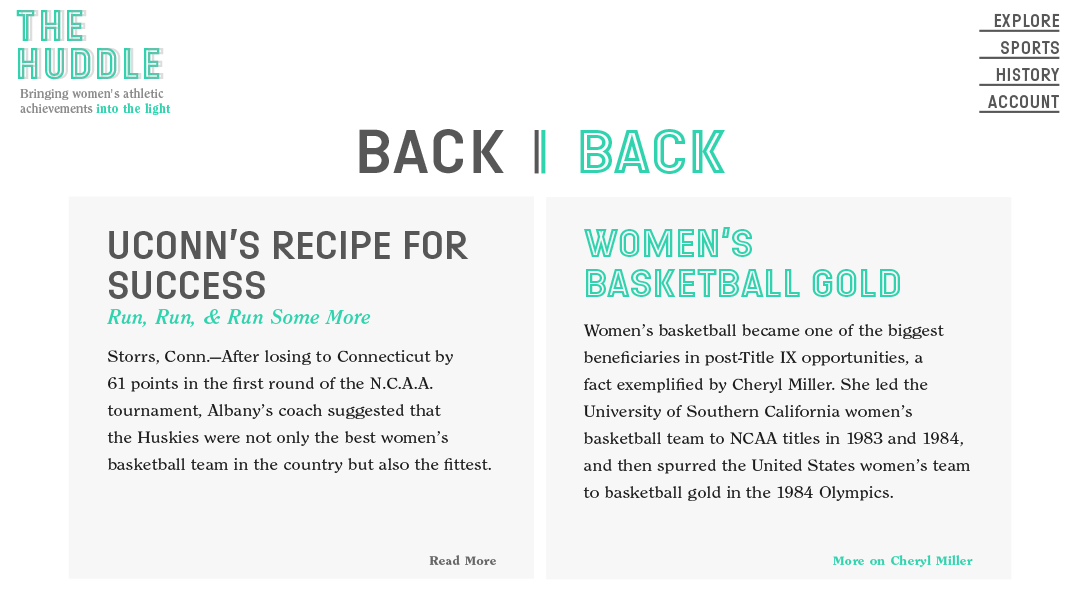 THE
HUDDLE
Bringing women's athletic
achievements into the light
EXPLORE
SPORTS
HISTORY
ACCOUNT
BACK | BACK
UCONN'S RECIPE FOR
SUCCESS
Run, Run, & Run Some More
Storrs, Conn.—After losing to Connecticut by
61 points in the first round of the N.C.A.A.
tournament, Albany's coach suggested that
the Huskies were not only the best women's
basketball team in the country but also the fittest.
Read More
WOMEN'S
BASKETBALL GOLD
Women's basketball became one of the biggest
beneficiaries in post-Title IX opportunities, a
fact exemplified by Cheryl Miller. She led the
University of Southern California women's
basketball team to NCAA titles in 1983 and 1984,
and then spurred the United States women's team
to basketball gold in the 1984 Olympics.
More on Cheryl Miller